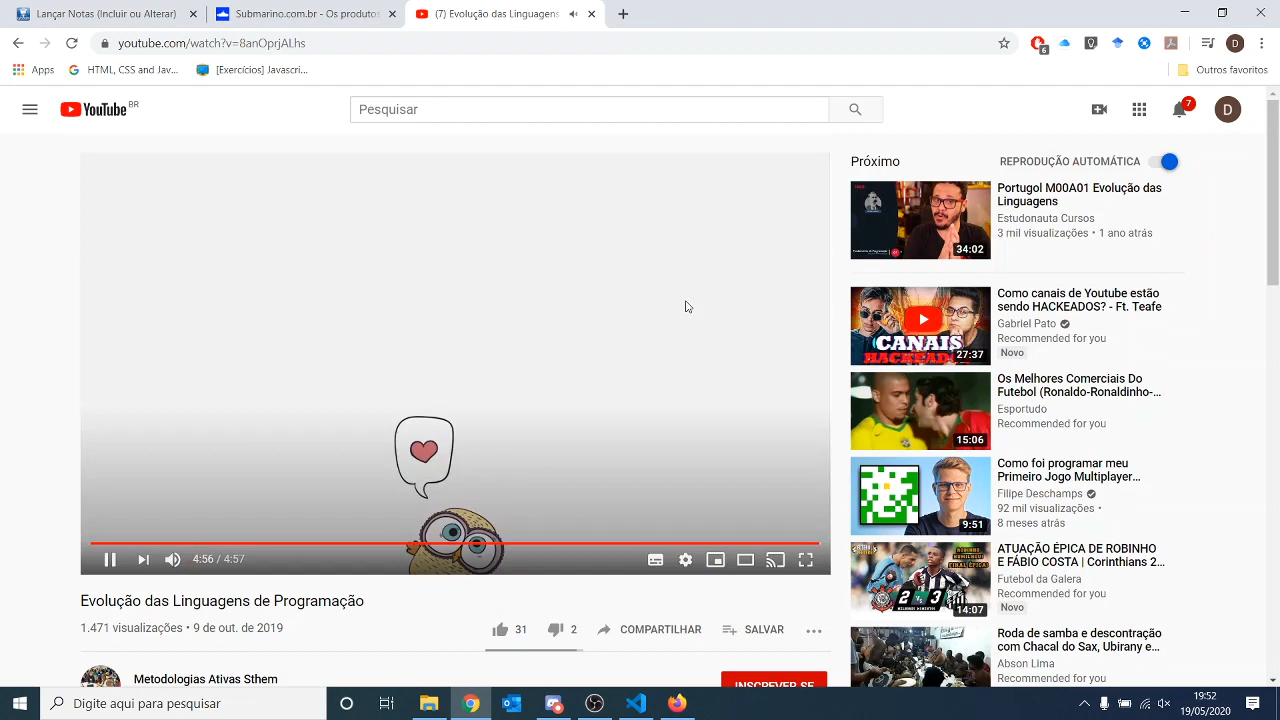 Lançar Notas (Incluir ou Alterar)
Submarino.com.br - Os produtos
(7) Evolução das Linguagens
youtube.com/watch?v=8anOprjALhs
6
D
Apps
HTML, CSS and Jav...
[Exercícios] Javascri...
Outros favoritos
YouTube BR
Pesquisar
7
D
Próximo
REPRODUÇÃO AUTOMÁTICA
Portugol M00A01 Evolução das
Linguagens
Estudonauta Cursos
3 mil visualizações • 1 ano atrás
34:02
Como canais de Youtube estão
sendo HACKEADOS? - Ft. Teafe
Gabriel Pato
Recommended for you
Novo
CANAIS
HACKEADOS
27:37
Os Melhores Comerciais Do
Futebol (Ronaldo-Ronaldinho-...
Esportudo
Recommended for you
15:06
Como foi programar meu
Primeiro Jogo Multiplayer...
Filipe Deschamps
92 mil visualizações •
8 meses atrás
9:51
ATUAÇÃO ÉPICA DE ROBINHO
E FÁBIO COSTA | Corinthians 2...
Futebol da Galera
Recommended for you
Novo
2 3
14:07
Roda de samba e descontração
com Chacal do Sax, Ubirany e...
Abson Lima
Recommended for you
4:56 / 4:57
Evolução das Linguagens de Programação
1.471 visualizações • 9 de out. de 2019
31
2
COMPARTILHAR
SALVAR
Metodologias Ativas Sthem
INSCREVER-SE
Digite aqui para pesquisar
19:52
19/05/2020